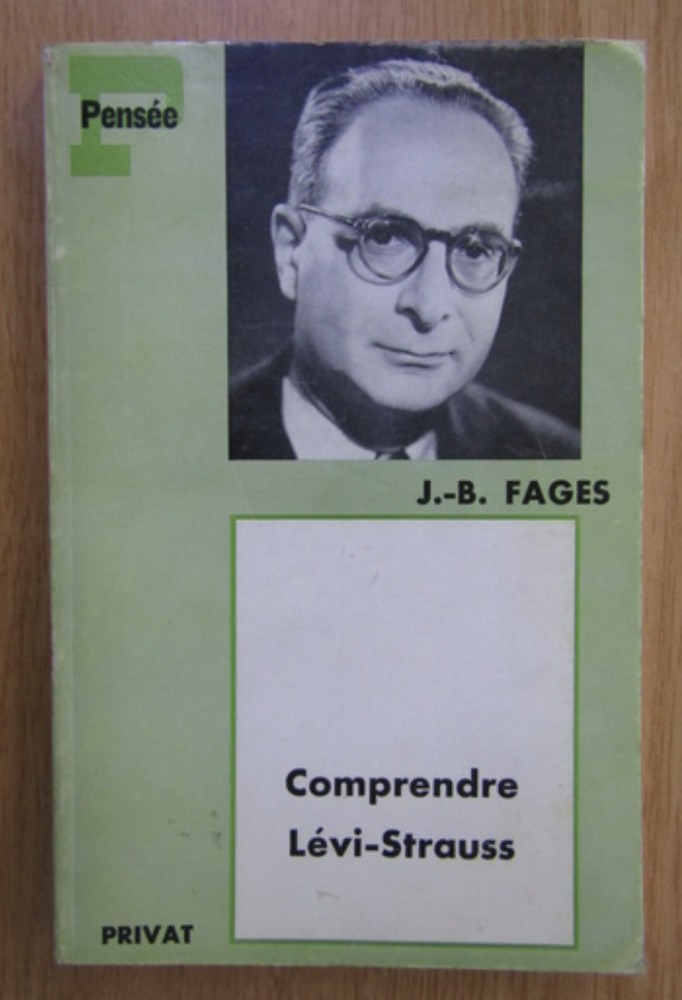 Pensée
J.-B. FAGES
Comprendre
Lévi-Strauss
PRIVAT